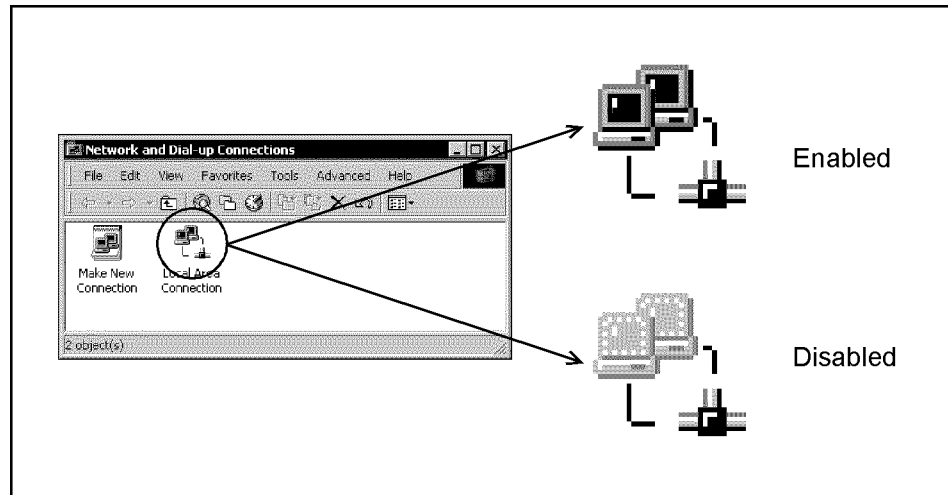 Network and Dial-up Connections
File Edit View Favorites Tools Advanced Help
Make New
Connection
Local Area
Connection
2 object(s)
Enabled
Disabled